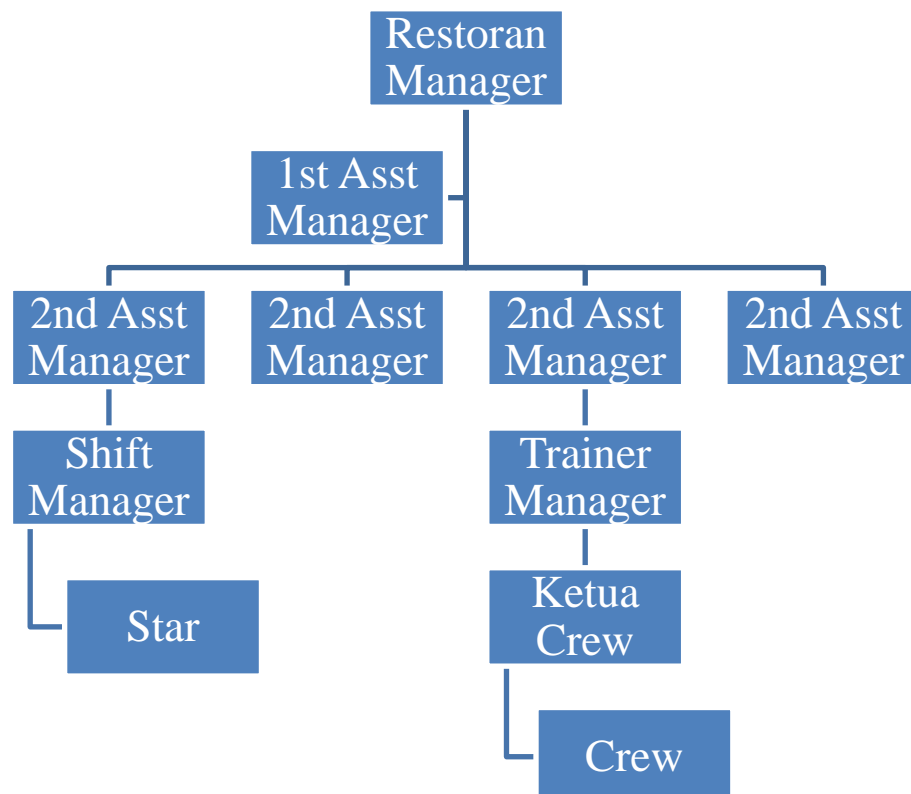 Restoran
Manager
1st Asst
Manager
2nd Asst
Manager
2nd Asst
Manager
2nd Asst
Manager
2nd Asst
Manager
Shift
Manager
Trainer
Manager
Star
Ketua
Crew
Crew